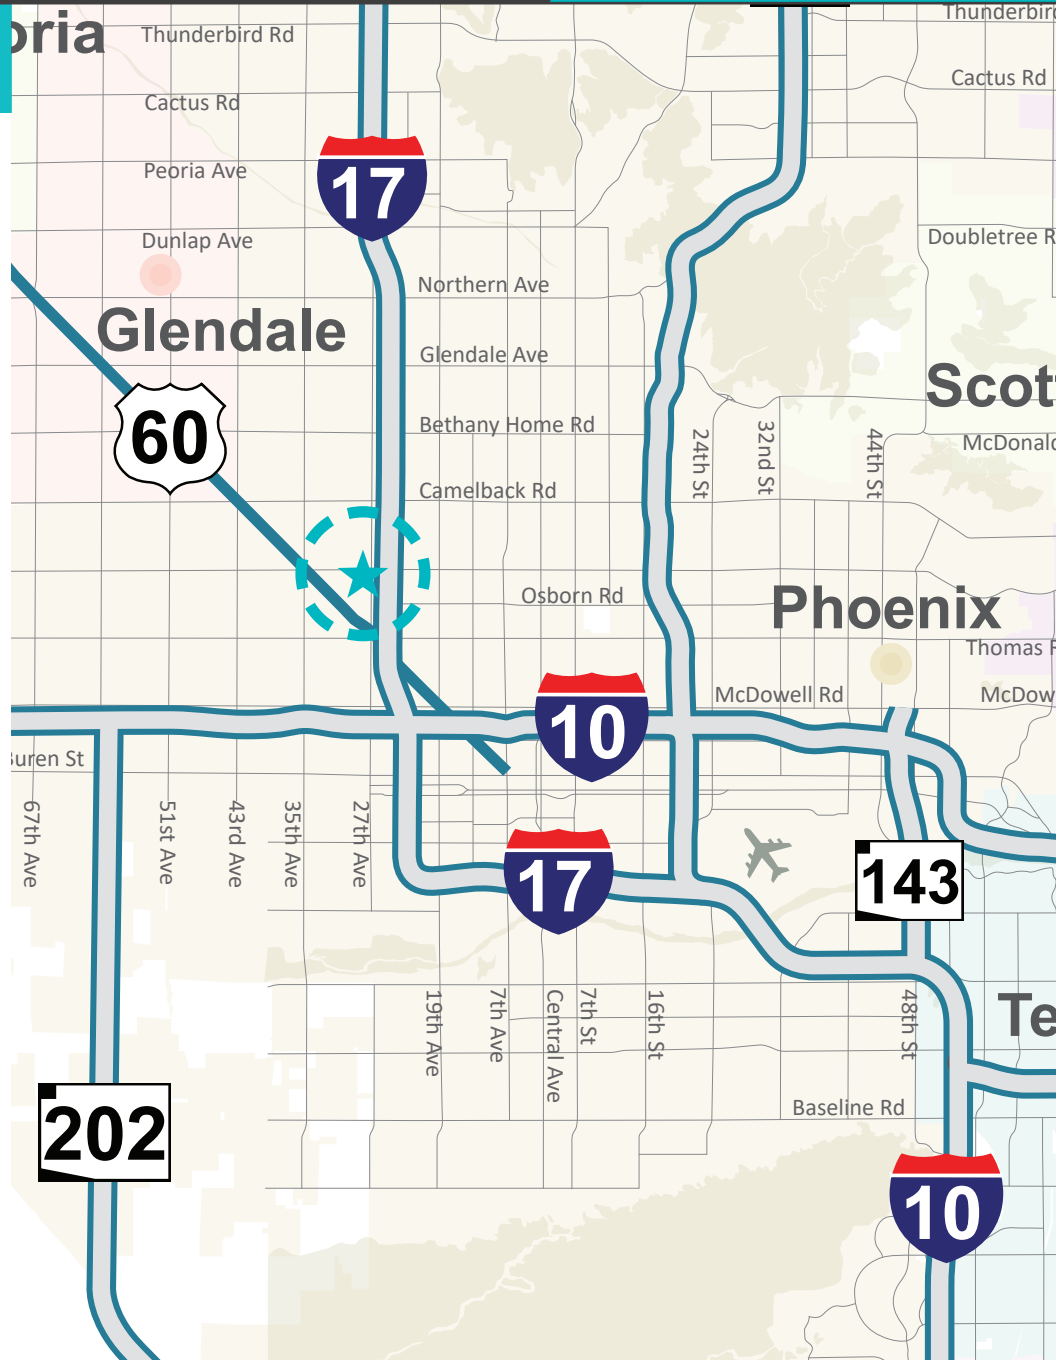 Thunderbird
oria
Thunderbird Rd
Cactus Rd
Cactus Rd
Peoria Ave
17
Dunlap Ave
Doubletree R
Northern Ave
Glendale
Glendale Ave
Scot
60
Bethany Home Rd
24th St
32nd St
44th St
McDonald
Camelback Rd
Osborn Rd
Phoenix
Thomas R
McDowell Rd
McDow
10
Buren St
67th Ave
51st Ave
43rd Ave
35th Ave
27th Ave
17
143
19th Ave
7th Ave
Central Ave
7th St
16th St
48th St
Te
Baseline Rd
202
10